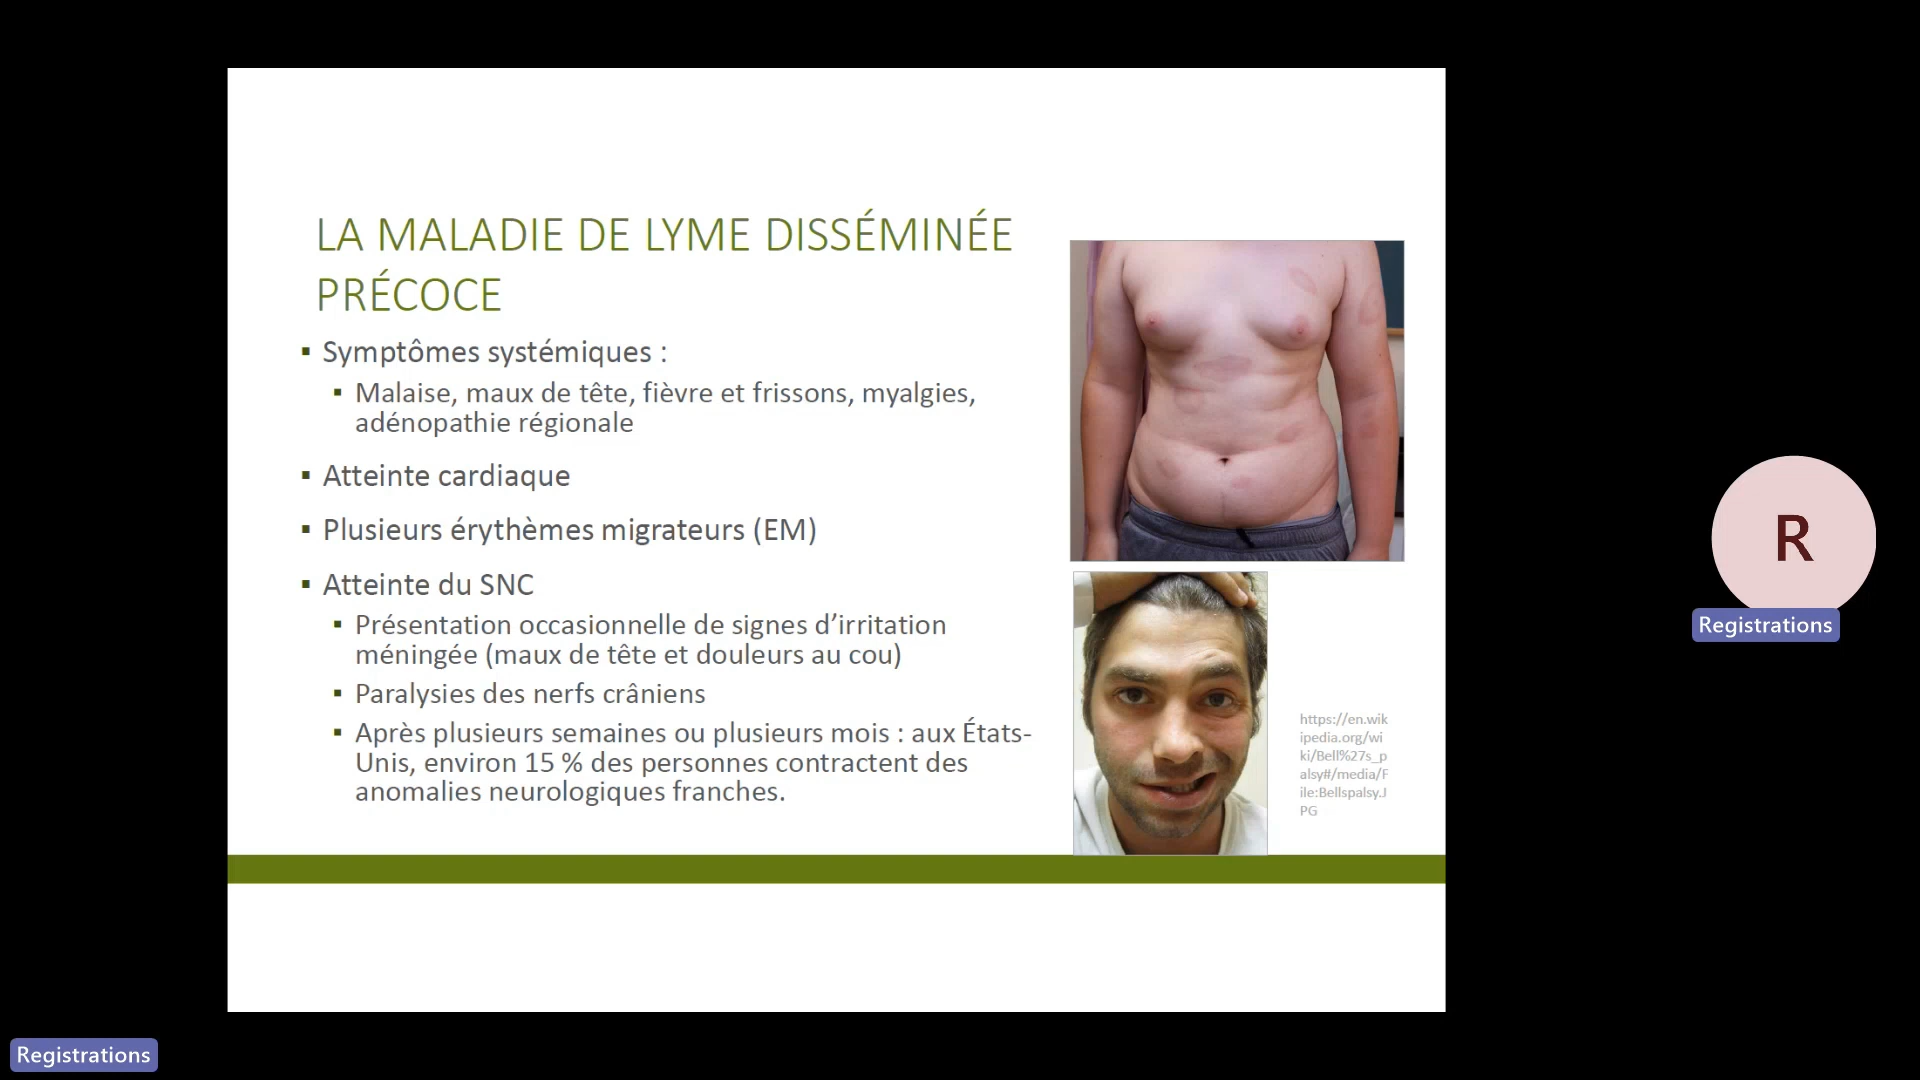 LA MALADIE DE LYME DISSÉMINÉE
PRÉCOCE
▪ Symptômes systémiques :
▪ Malaise, maux de tête, fièvre et frissons, myalgies,
adénopathie régionale
▪ Atteinte cardiaque
▪ Plusieurs érythèmes migrateurs (EM)
▪ Atteinte du SNC
▪ Présentation occasionnelle de signes d’irritation
méningée (maux de tête et douleurs au cou)
▪ Paralysies des nerfs crâniens
▪ Après plusieurs semaines ou plusieurs mois : aux États-
Unis, environ 15 % des personnes contractent des
anomalies neurologiques franches.
https://en.wik
ipedia.org/wi
ki/Bell%27s_p
alsy#/media/F
ile:Bellspalsy.J
PG
R
Registrations
Registrations